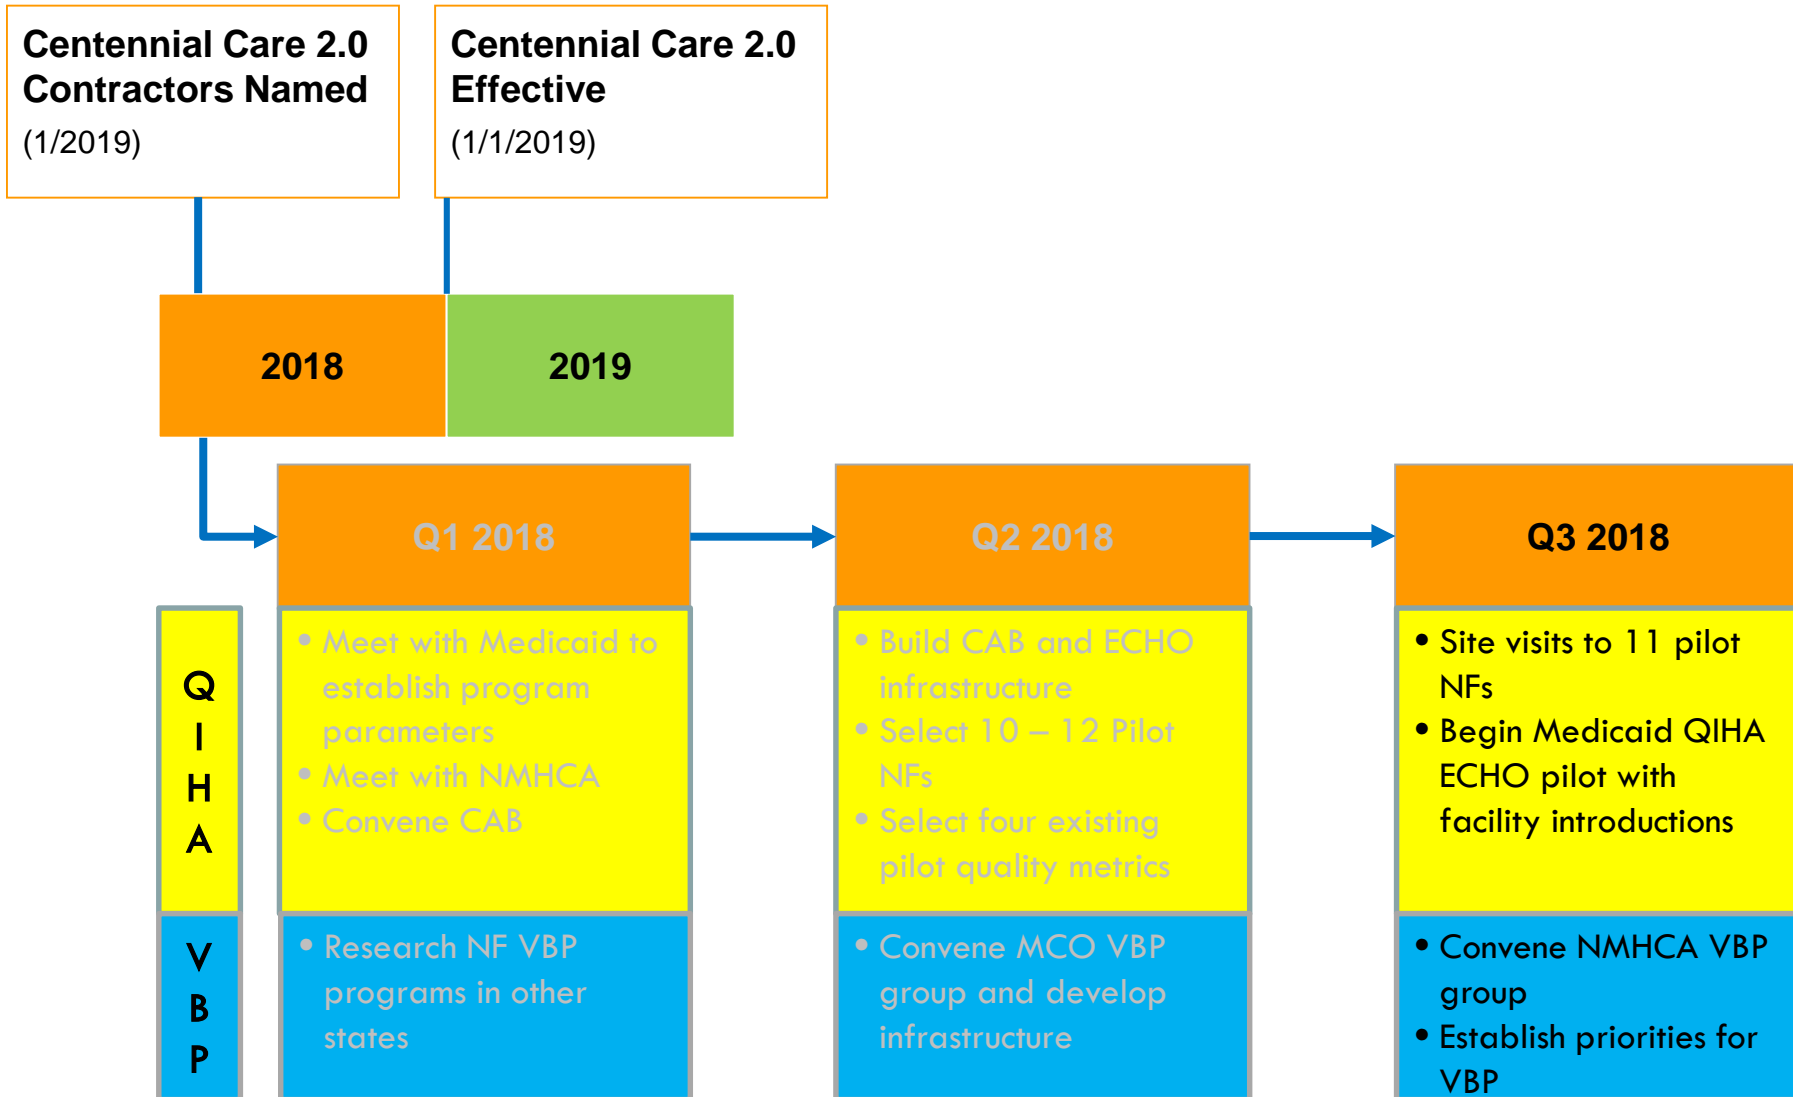 Centennial Care 2.0
Contractors Named
(1/2019)
Centennial Care 2.0
Effective
(1/1/2019)
2018
2019
Q1 2018
Q2 2018
Q3 2018
Q
I
H
A
• Meet with Medicaid to
establish program
parameters
• Meet with NMHCA
• Convene CAB
• Build CAB and ECHO
infrastructure
• Select 10 – 12 Pilot
NFs
• Select four existing
pilot quality metrics
• Site visits to 11 pilot
NFs
• Begin Medicaid QIHA
ECHO pilot with
facility introductions
V
B
P
• Research NF VBP
programs in other
states
• Convene MCO VBP
group and develop
infrastructure
• Convene NMHCA VBP
group
• Establish priorities for
VBP